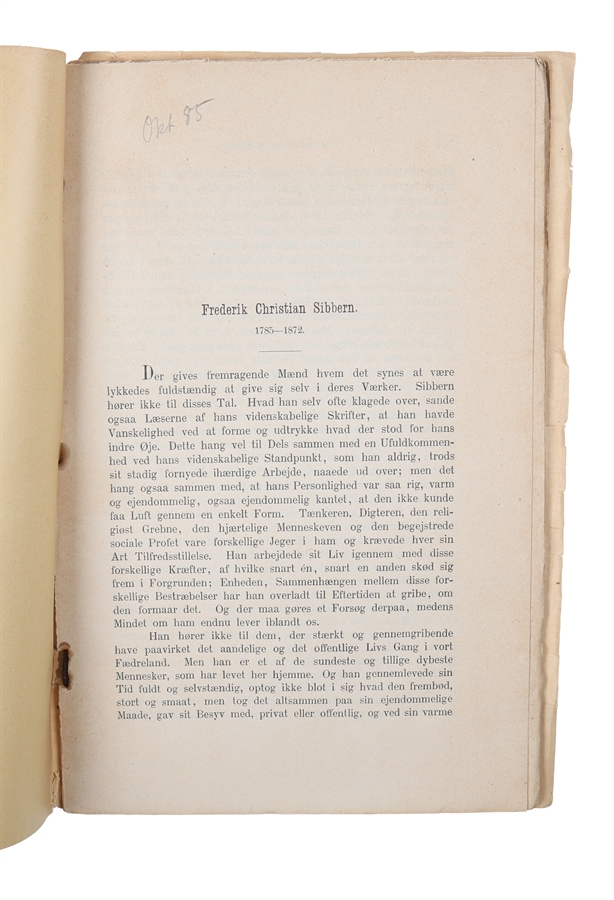 Okt 85
Frederik Christian Sibbern.
1785—1872.
Der gives fremragende Mænd hvem det synes at være
lykkedes fuldstændig at give sig selv i deres Værker. Sibbern
hører ikke til disses Tal. Hvad han selv ofte klagede over, sande
ogsaa Læserne af hans videnskabelige Skrifter, at han havde
Vanskelighed ved at forme og udtrykke hvad der stod for hans
indre Øje. Dette hang vel til Dels sammen med en Ufuldkommen-
hed ved hans videnskabelige Standpunkt, som han aldrig, trods
sit stadig fornyede ihærdige Arbejde, naaede ud over; men det
hang ogsaa sammen med, at hans Personlighed var saa rig, varm
og ejendommelig, ogsaa ejendommelig kantet, at den ikke kunde
faa Luft gennem en enkelt Form. Tænkeren, Digteren, den reli-
giøst Grebne, den hjærtelige Menneskeven og den begejstrede
sociale Profet vare forskellige Jeger i ham og krævede hver sin
Art Tilfredsstillelse. Han arbejdede sit Liv igennem med disse
forskellige Kræfter, af hvilke snart én, snart en anden skød sig
frem i Forgrunden; Enheden, Sammenhængen mellem disse for-
skellige Bestræbelser har han overladt til Eftertiden at gribe, om
den formaar det. Og der maa gøres et Forsøg derpaa, medens
Mindet om ham endnu lever iblandt os.
Han hører ikke til dem, der stærkt og gennemgribende
have paavirket det aandelige og det offentlige Livs Gang i vort
Fædreland. Men han er et af de sundeste og tillige dybeste
Mennesker, som har levet her hjemme. Og han gennemlevede sin
Tid fuldt og selvstændig, optog ikke blot i sig hvad den frembød,
stort og smaat, men tog det altsammen paa sin ejendommelige
Maade, gav sit Besyv med, privat eller offentlig, og ved sin varme